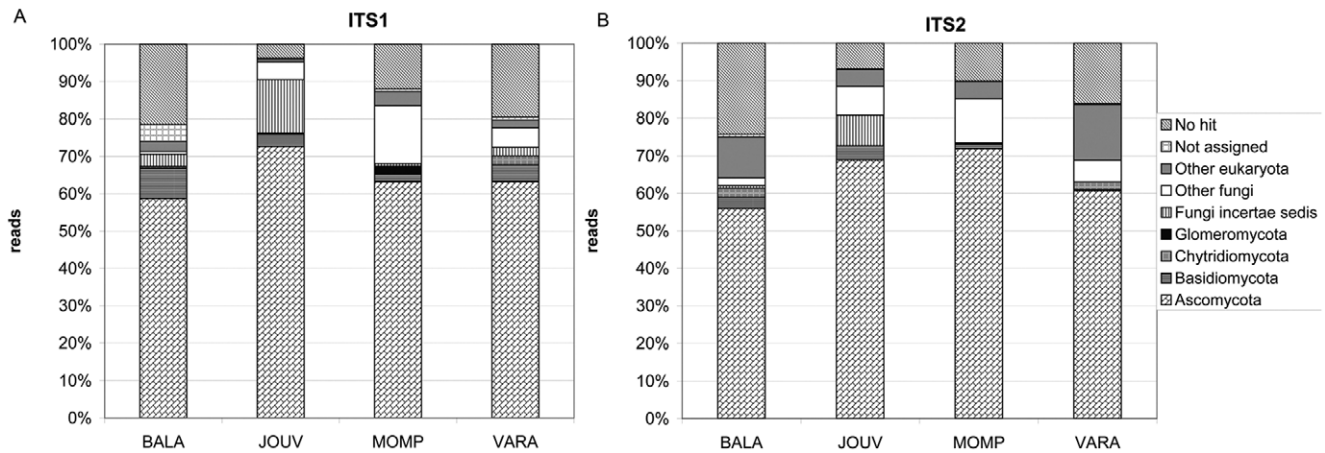 A
ITS1
100%
90%
80%
70%
60%
50%
40%
30%
20%
10%
0%
reads
BALA JOUV MOMP VARA
B
ITS2
100%
90%
80%
70%
60%
50%
40%
30%
20%
10%
0%
reads
BALA JOUV MOMP VARA
No hit
Not assigned
Other eukaryota
Other fungi
Fungi incertae sedis
Glomeromycota
Chytridiomycota
Basidiomycota
Ascomycota